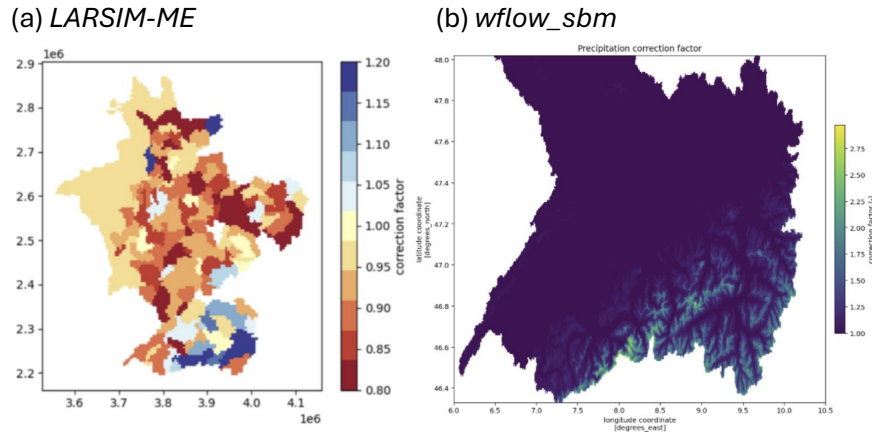 (a) LARSIM-ME
1e6
2.9
2.8
2.7
2.6
2.5
2.4
2.3
2.2
3.6 3.7 3.8 3.9 4.0 4.1
1e6
1.20
1.15
1.10
1.05
1.00
0.95
0.90
0.85
0.80
correction factor
(b) wflow_sbm
Precipitation correction factor
48.0
47.8
47.6
47.4
47.2
47.0
46.8
46.6
46.4
latitude coordinate
[degrees_north]
6.0 6.5 7.0 7.5 8.0 8.5 9.0 9.5 10.0 10.5
longitude coordinate
[degrees_east]
2.75
2.50
2.25
2.00
1.75
1.50
1.25
1.00
correction factor (-)